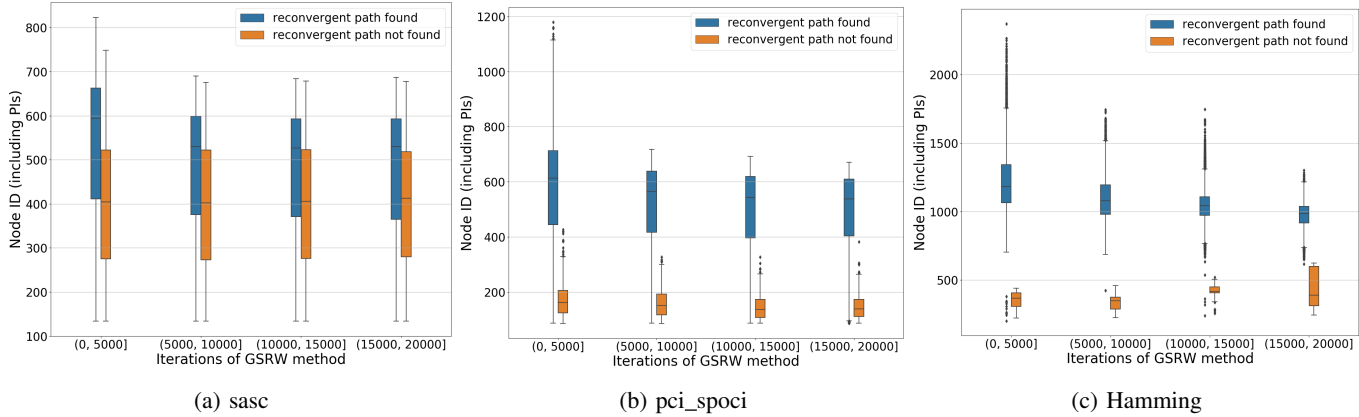 reconvergent path found
reconvergent path not found
800
700
600
500
400
300
200
100
Node ID (including PIs)
(0, 5000]
(5000, 10000]
(10000, 15000]
(15000, 20000]
Iterations of GSRW method
(a) sasc
reconvergent path found
reconvergent path not found
1200
1000
800
600
400
200
Node ID (including PIs)
(0, 5000]
(5000, 10000]
(10000, 15000]
(15000, 20000]
Iterations of GSRW method
(b) pci_spoci
reconvergent path found
reconvergent path not found
2000
1500
1000
500
Node ID (including PIs)
(0, 5000]
(5000, 10000]
(10000, 15000]
(15000, 20000]
Iterations of GSRW method
(c) Hamming